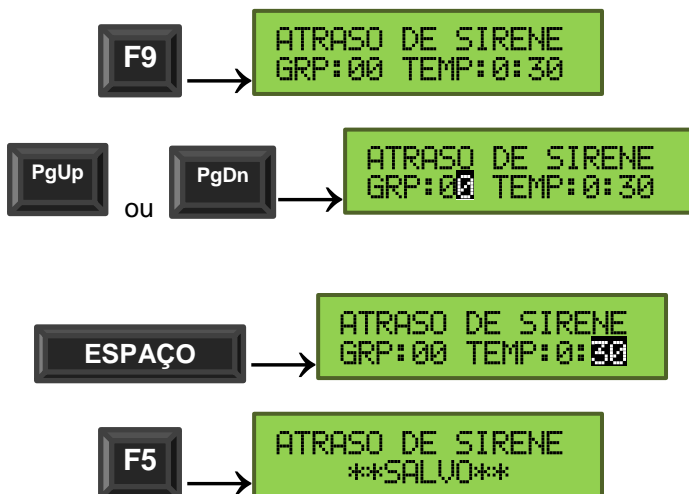 F9
ATRASO DE SIRENE
GRP:00 TEMP:0:30
PgUp
ou
PgDn
ATRASO DE SIRENE
GRP:00 TEMP:0:30
ESPAÇO
ATRASO DE SIRENE
GRP:00 TEMP:0:30
F5
ATRASO DE SIRENE
**SALVO**